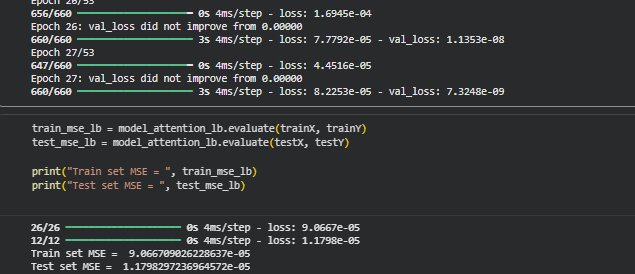 Epoch 26/53
656/660 ━━━━━━━━━━━━━━━━━━━━ 0s 4ms/step - loss: 1.6945e-04
Epoch 26: val_loss did not improve from 0.00000
660/660 ━━━━━━━━━━━━━━━━━━━━ 3s 4ms/step - loss: 7.7792e-05 - val_loss: 1.1353e-08
Epoch 27/53
647/660 ━━━━━━━━━━━━━━━━━━━━ 0s 4ms/step - loss: 4.4516e-05
Epoch 27: val_loss did not improve from 0.00000
660/660 ━━━━━━━━━━━━━━━━━━━━ 3s 4ms/step - loss: 8.2253e-05 - val_loss: 7.3248e-09
train_mse_lb = model_attention_lb.evaluate(trainX, trainY)
test_mse_lb = model_attention_lb.evaluate(testX, testY)
print("Train set MSE = ", train_mse_lb)
print("Test set MSE = ", test_mse_lb)
26/26 ━━━━━━━━━━━━━━━━━━━━ 0s 4ms/step - loss: 9.0667e-05
12/12 ━━━━━━━━━━━━━━━━━━━━ 0s 4ms/step - loss: 1.1798e-05
Train set MSE =  9.066709026228637e-05
Test set MSE =  1.1798297236964572e-05